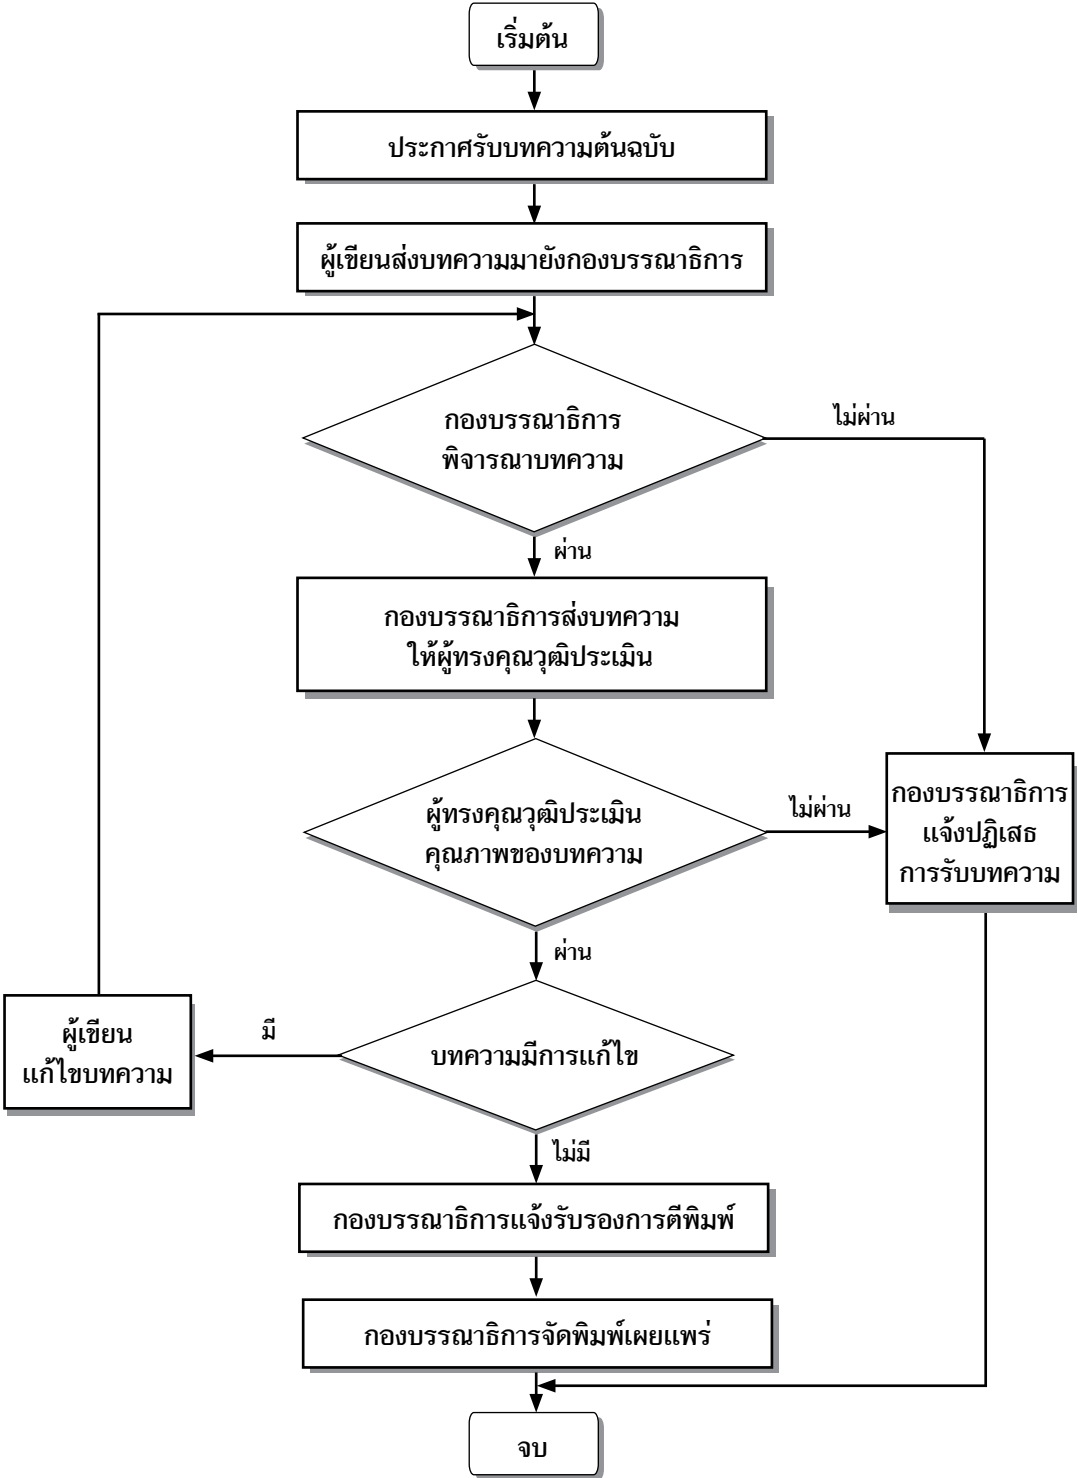 เริ่มต้น
ประกาศรับบทความต้นฉบับ
ผู้เขียนส่งบทความมายังกองบรรณาธิการ
กองบรรณาธิการ
พิจารณาบทความ
ไม่ผ่าน
ผ่าน
กองบรรณาธิการส่งบทความ
ให้ผู้ทรงคุณวุฒิประเมิน
ผู้ทรงคุณวุฒิประเมิน
คุณภาพของบทความ
ไม่ผ่าน
กองบรรณาธิการ
แจ้งปฏิเสธ
การรับบทความ
ผ่าน
บทความมีการแก้ไข
มี
ผู้เขียน
แก้ไขบทความ
ไม่มี
กองบรรณาธิการแจ้งรับรองการตีพิมพ์
กองบรรณาธิการจัดพิมพ์เผยแพร่
จบ